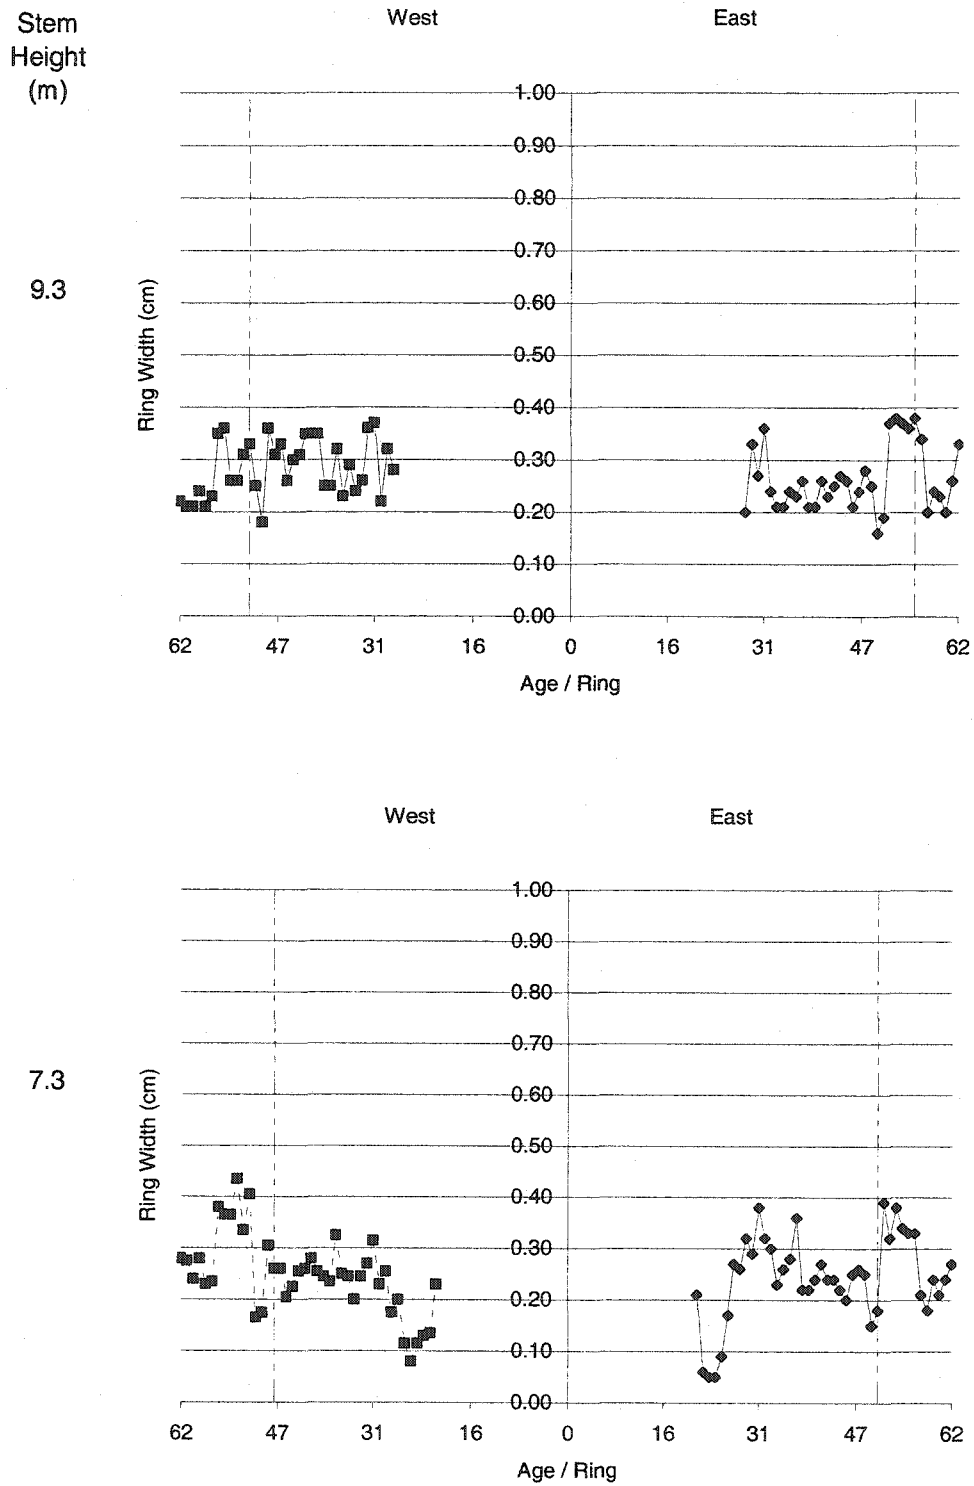 Stem
Height
(m)
West East
1.00
0.90
0.80
0.70
9.3
0.60
0.50
0.40
0.30
0.20
0.10
0.00
Ring Width (cm)
62 47 31 16 0 16 31 47 62
Age / Ring
West East
1.00
0.90
0.80
0.70
7.3
0.60
0.50
0.40
0.30
0.20
0.10
0.00
Ring Width (cm)
62 47 31 16 0 16 31 47 62
Age / Ring